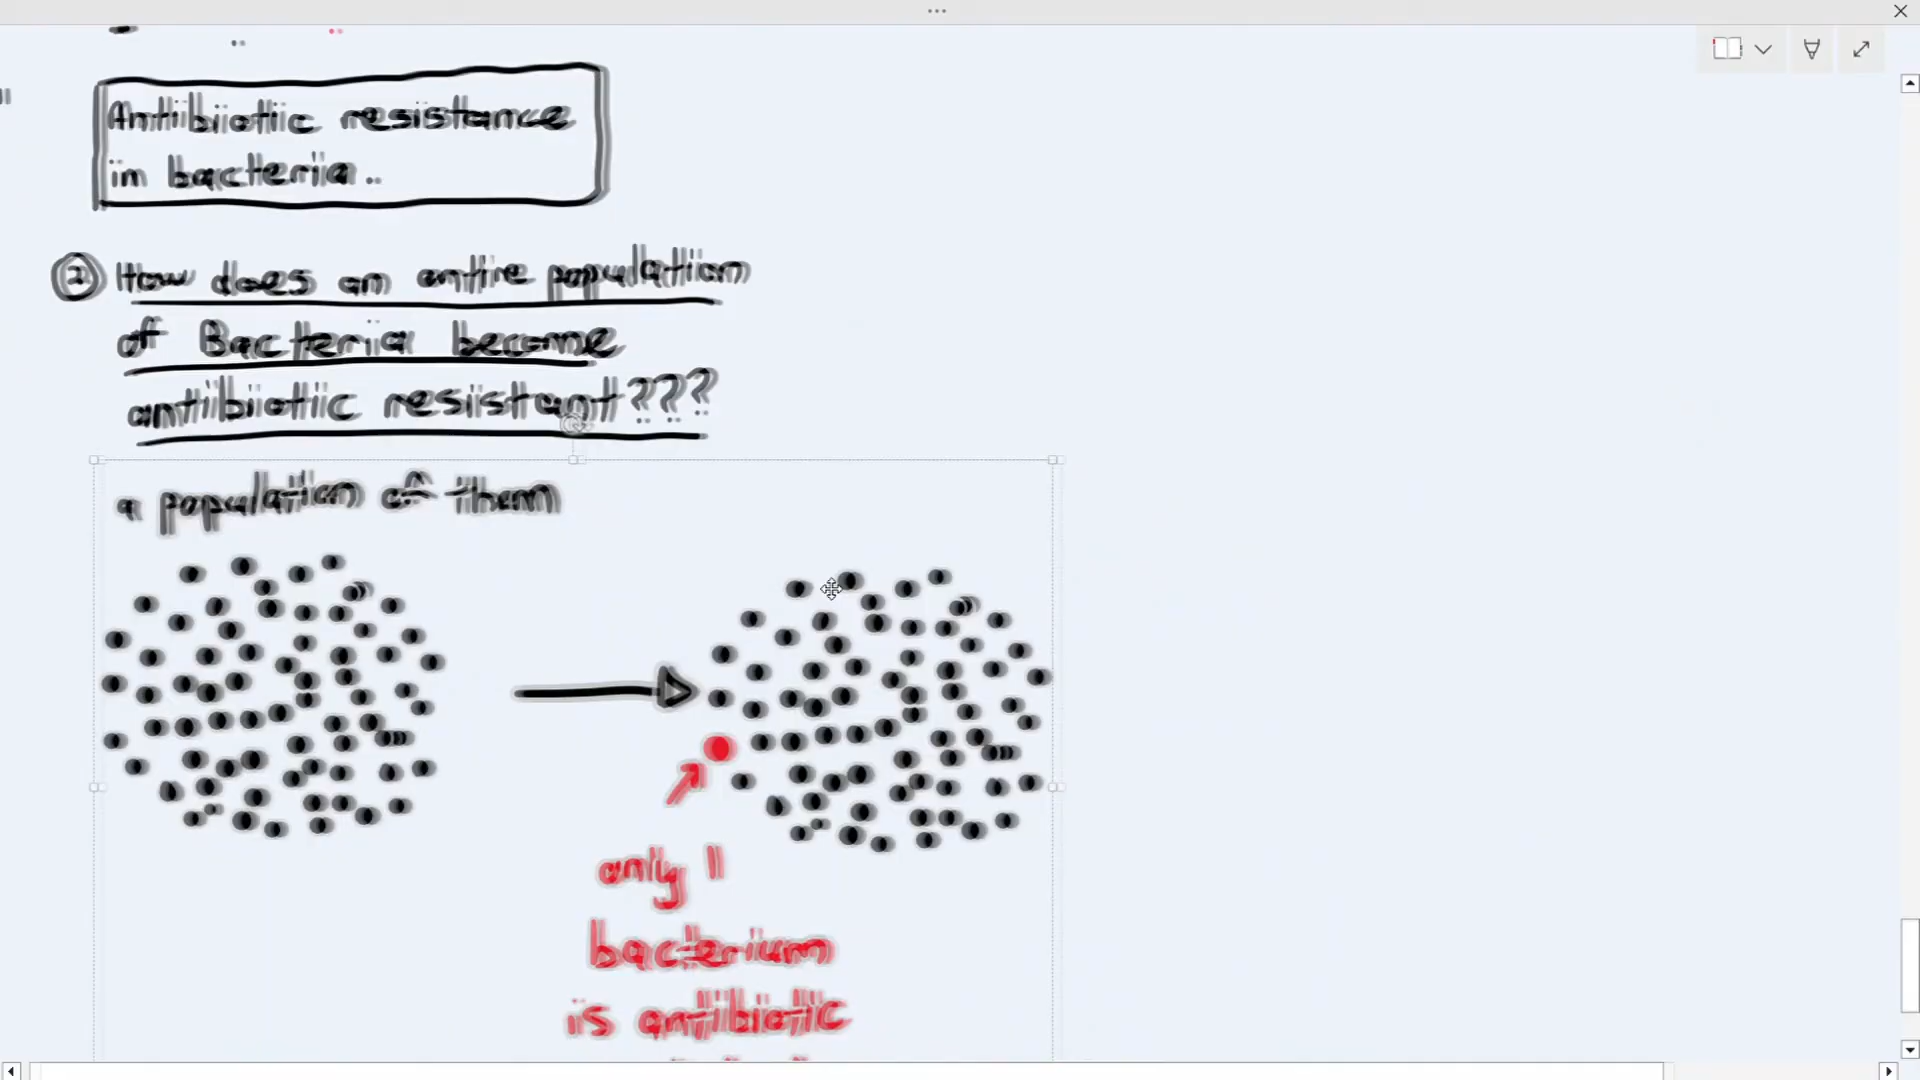 Antibiotic resistance
in bacteria.
② How does an entire population
of Bacteria become
antibiotic resistant???
a population of them
only 1
bacterium
is antibiotic